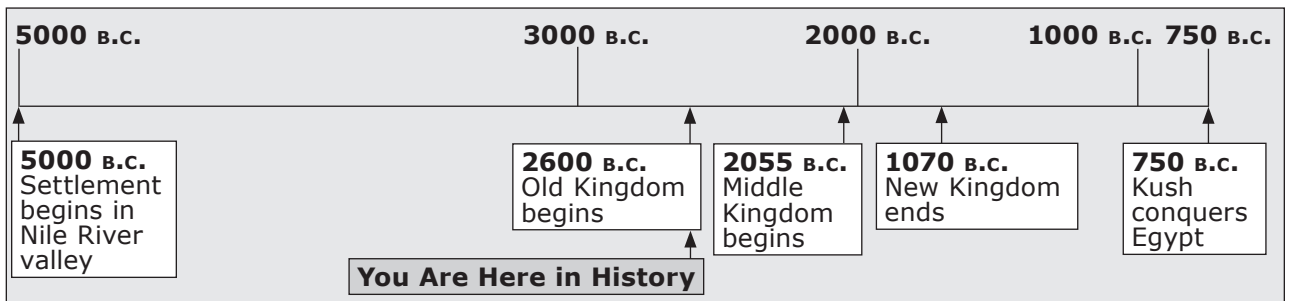 5000 B.C. 3000 B.C. 2000 B.C. 1000 B.C. 750 B.C.
5000 B.C.
Settlement
begins in
Nile River
valley
2600 B.C.
Old Kingdom
begins
2055 B.C.
Middle
Kingdom
begins
1070 B.C.
New Kingdom
ends
750 B.C.
Kush
conquers
Egypt
You Are Here in History